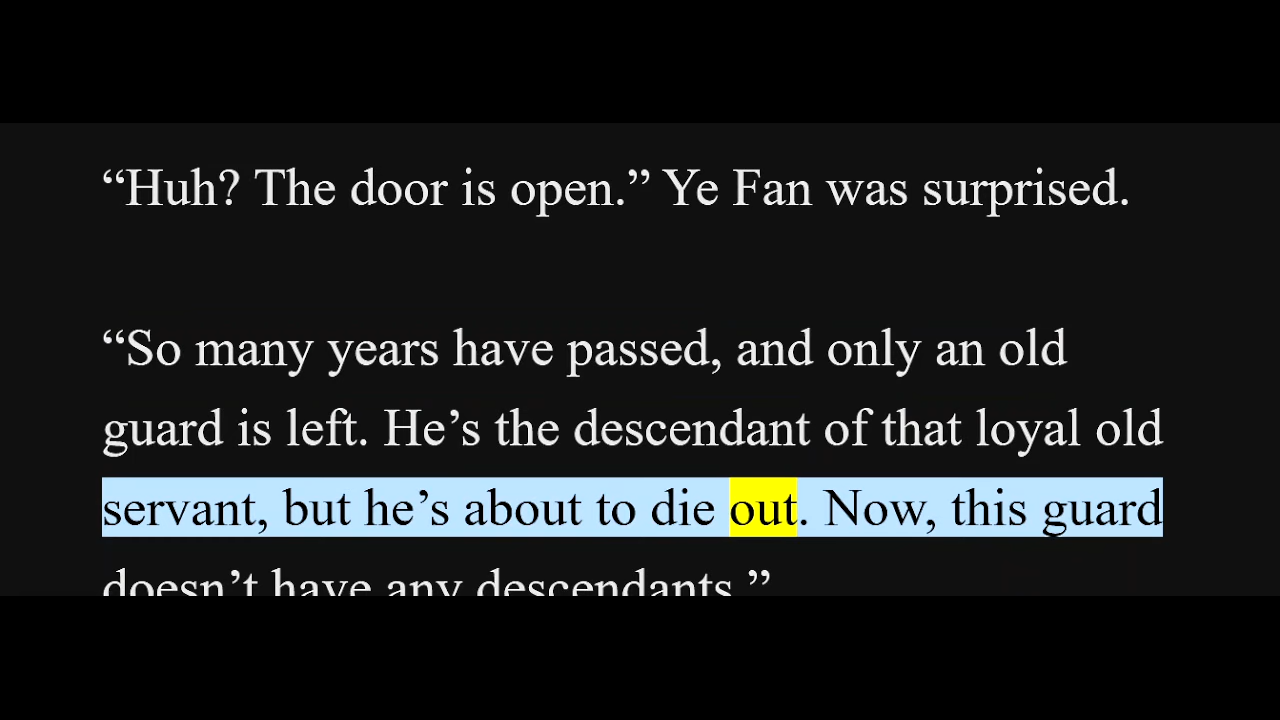 “Huh? The door is open.” Ye Fan was surprised.
“So many years have passed, and only an old
guard is left. He’s the descendant of that loyal old
servant, but he’s about to die out. Now, this guard
doesn’t have any descendants.”